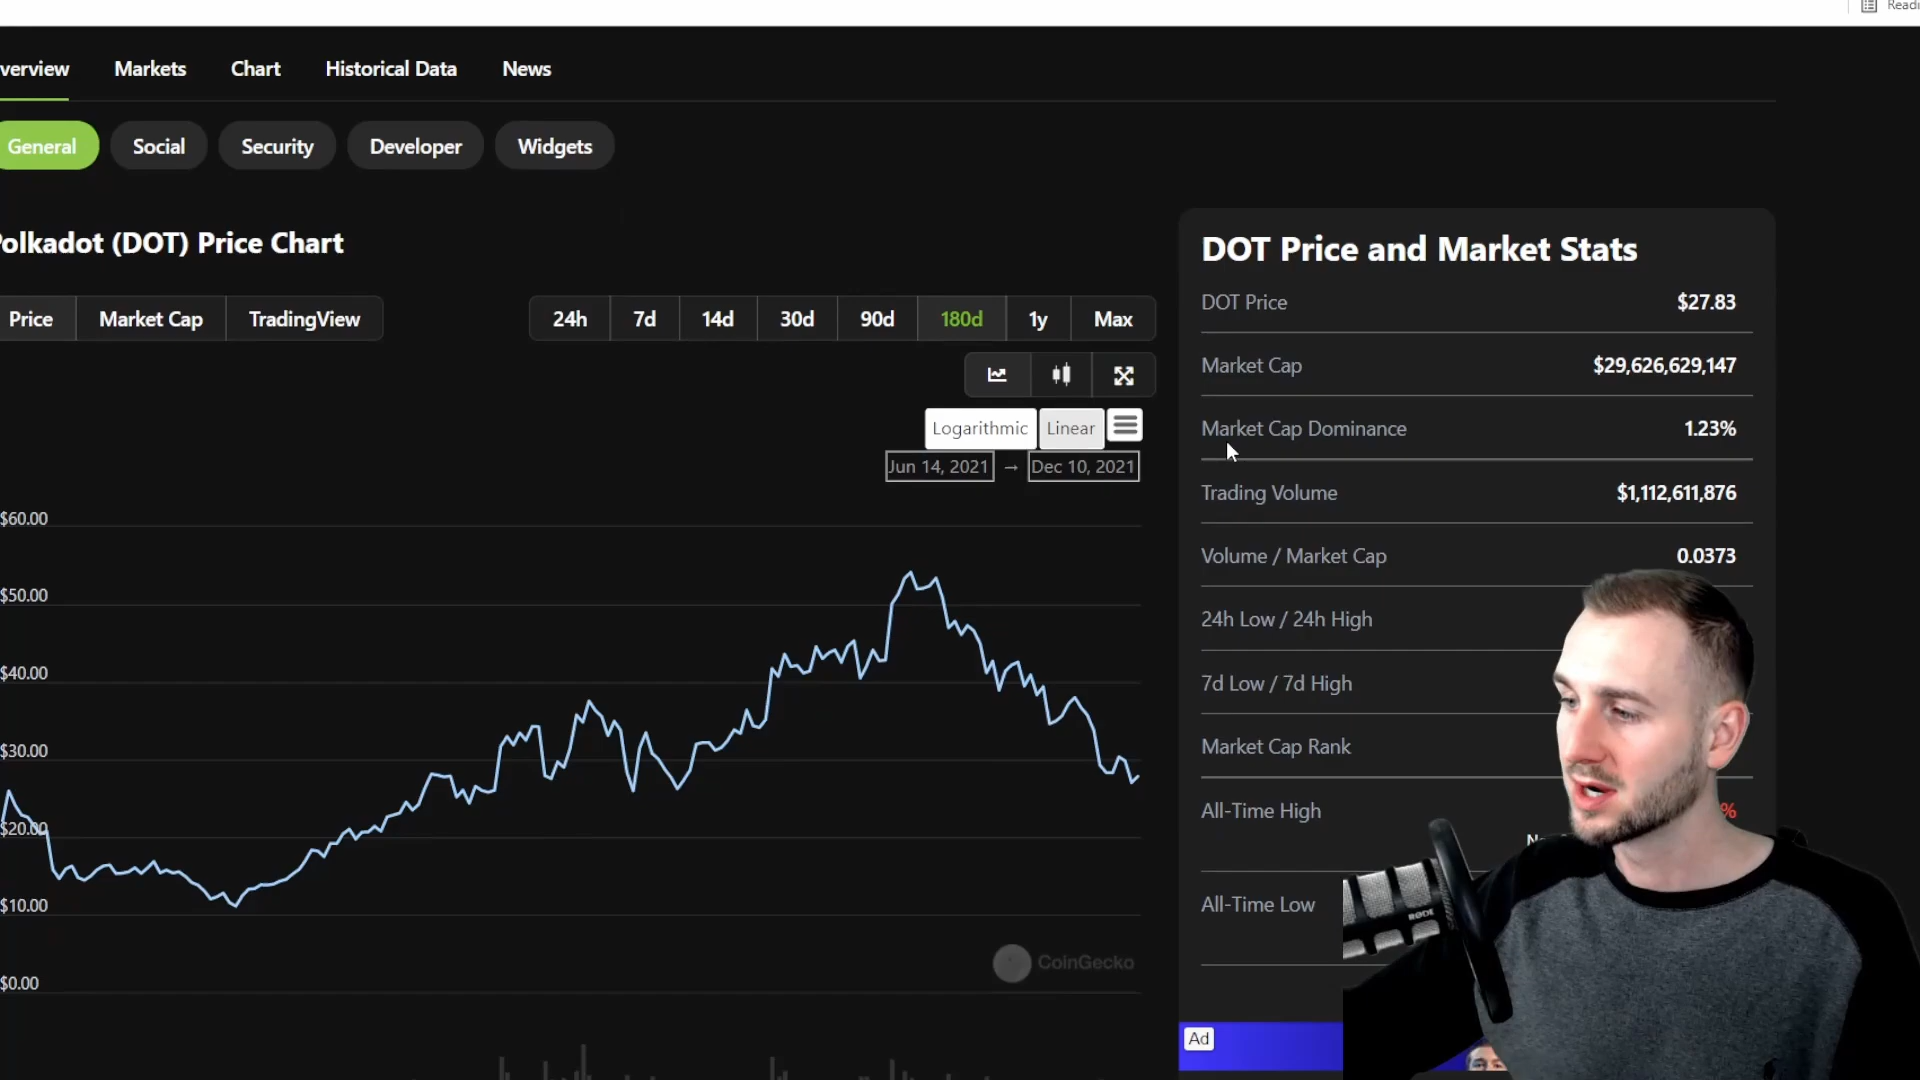 Readi
verview Markets Chart Historical Data News
General Social Security Developer Widgets
Polkadot (DOT) Price Chart
Price Market Cap TradingView
24h 7d 14d 30d 90d 180d 1y Max
Logarithmic Linear
Jun 14, 2021 → Dec 10, 2021
$60.00
$50.00
$40.00
$30.00
$20.00
$10.00
$0.00
CoinGecko
DOT Price and Market Stats
DOT Price $27.83
Market Cap $29,626,629,147
Market Cap Dominance 1.23%
Trading Volume $1,112,611,876
Volume / Market Cap 0.0373
24h Low / 24h High
7d Low / 7d High
Market Cap Rank
All-Time High %
All-Time Low
RØDE
Ad